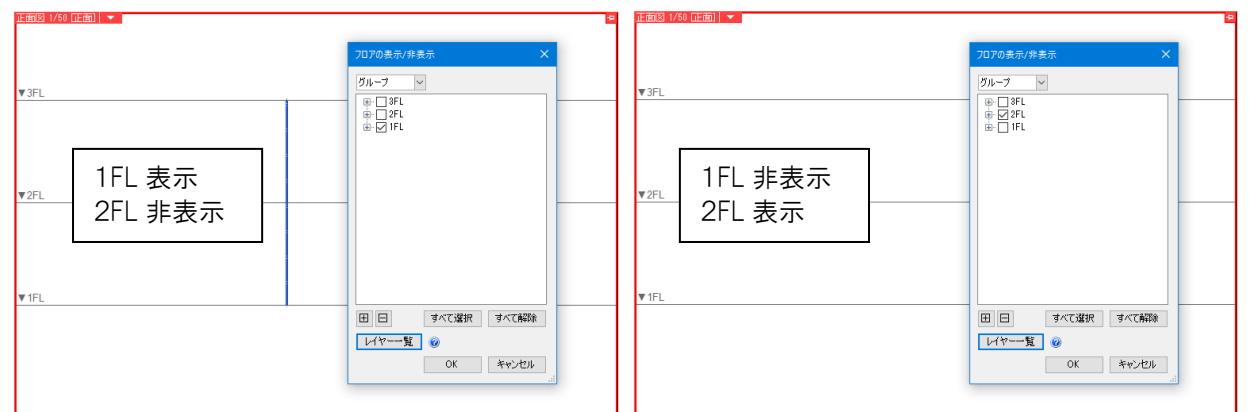 正面図 1/50 [正面]
フロアの表示/非表示
グループ
3FL
2FL
1FL
▼3FL
1FL 表示
2FL 非表示
▼2FL
▼1FL
すべて選択 すべて解除
レイヤー一覧
OK キャンセル
正面図 1/50 [正面]
フロアの表示/非表示
グループ
3FL
2FL
1FL
▼3FL
1FL 非表示
2FL 表示
▼2FL
▼1FL
すべて選択 すべて解除
レイヤー一覧
OK キャンセル